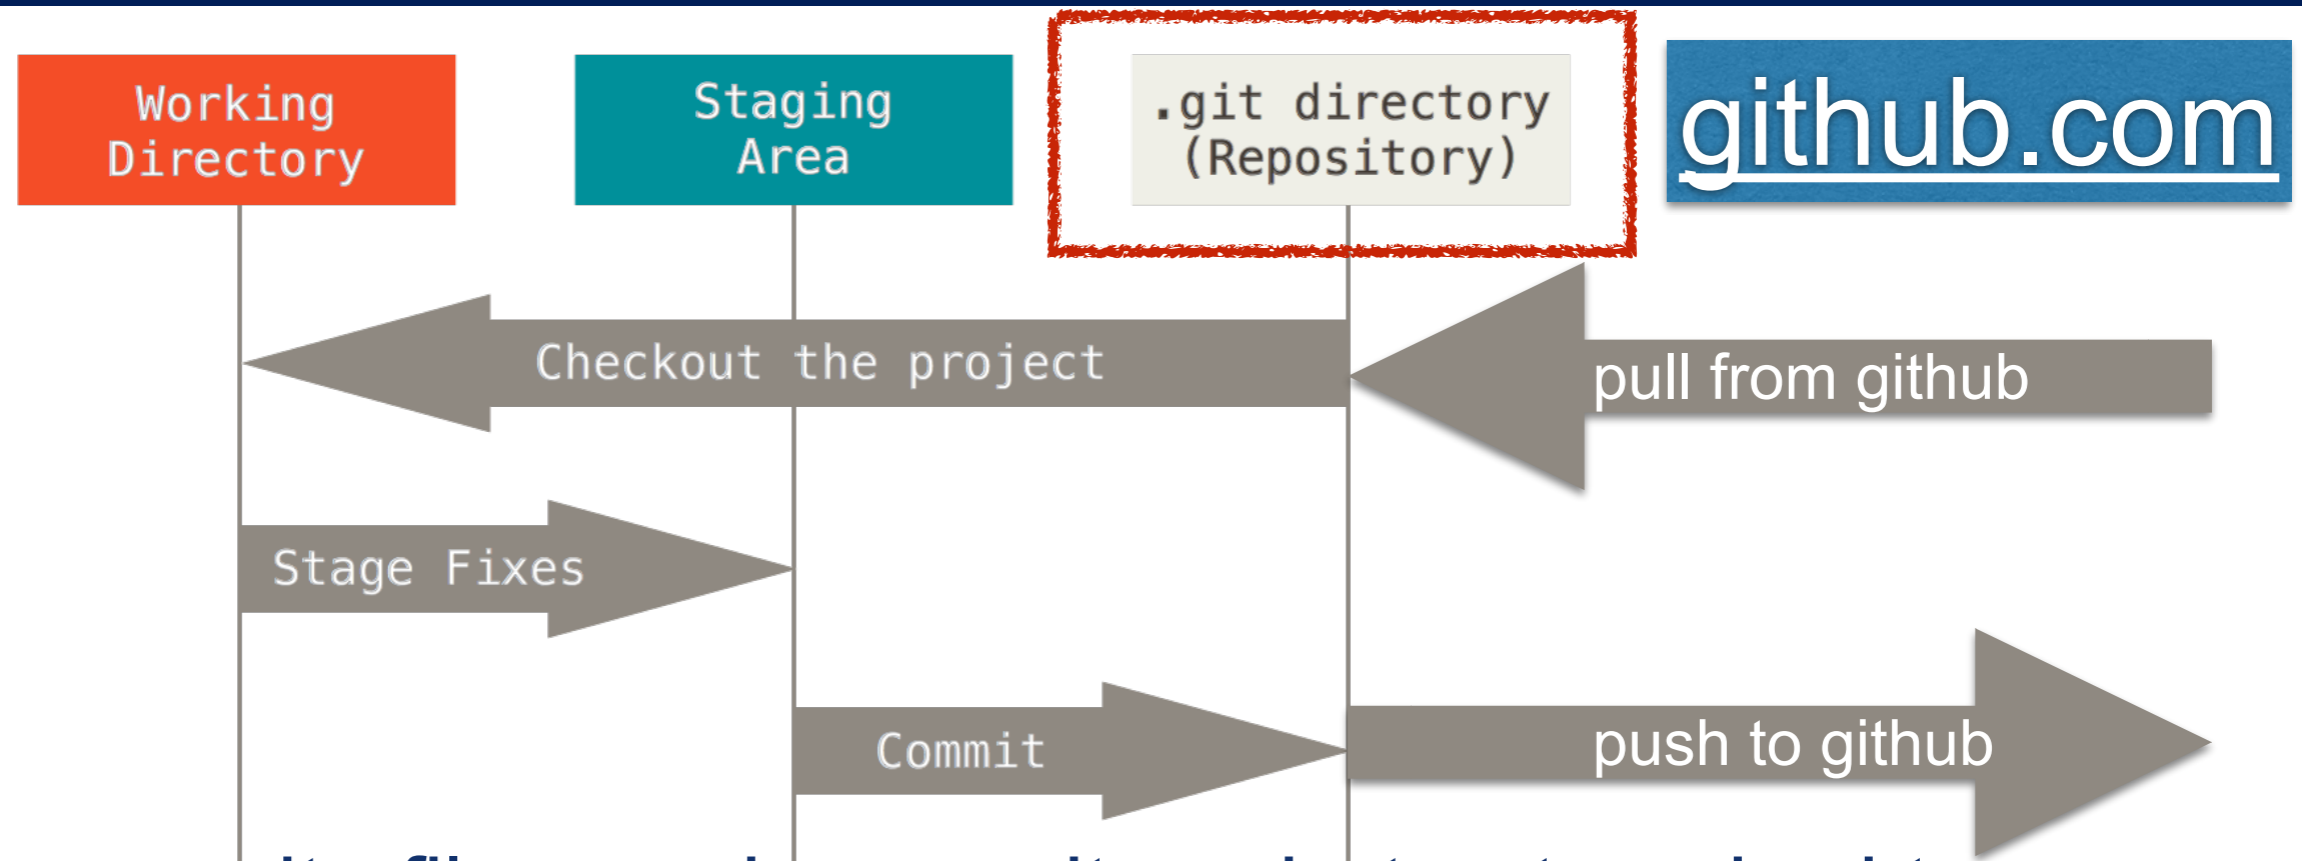 Working
Directory
Staging
Area
.git directory
(Repository)
github.com
Checkout the project
pull from github
Stage Fixes
Commit
push to github